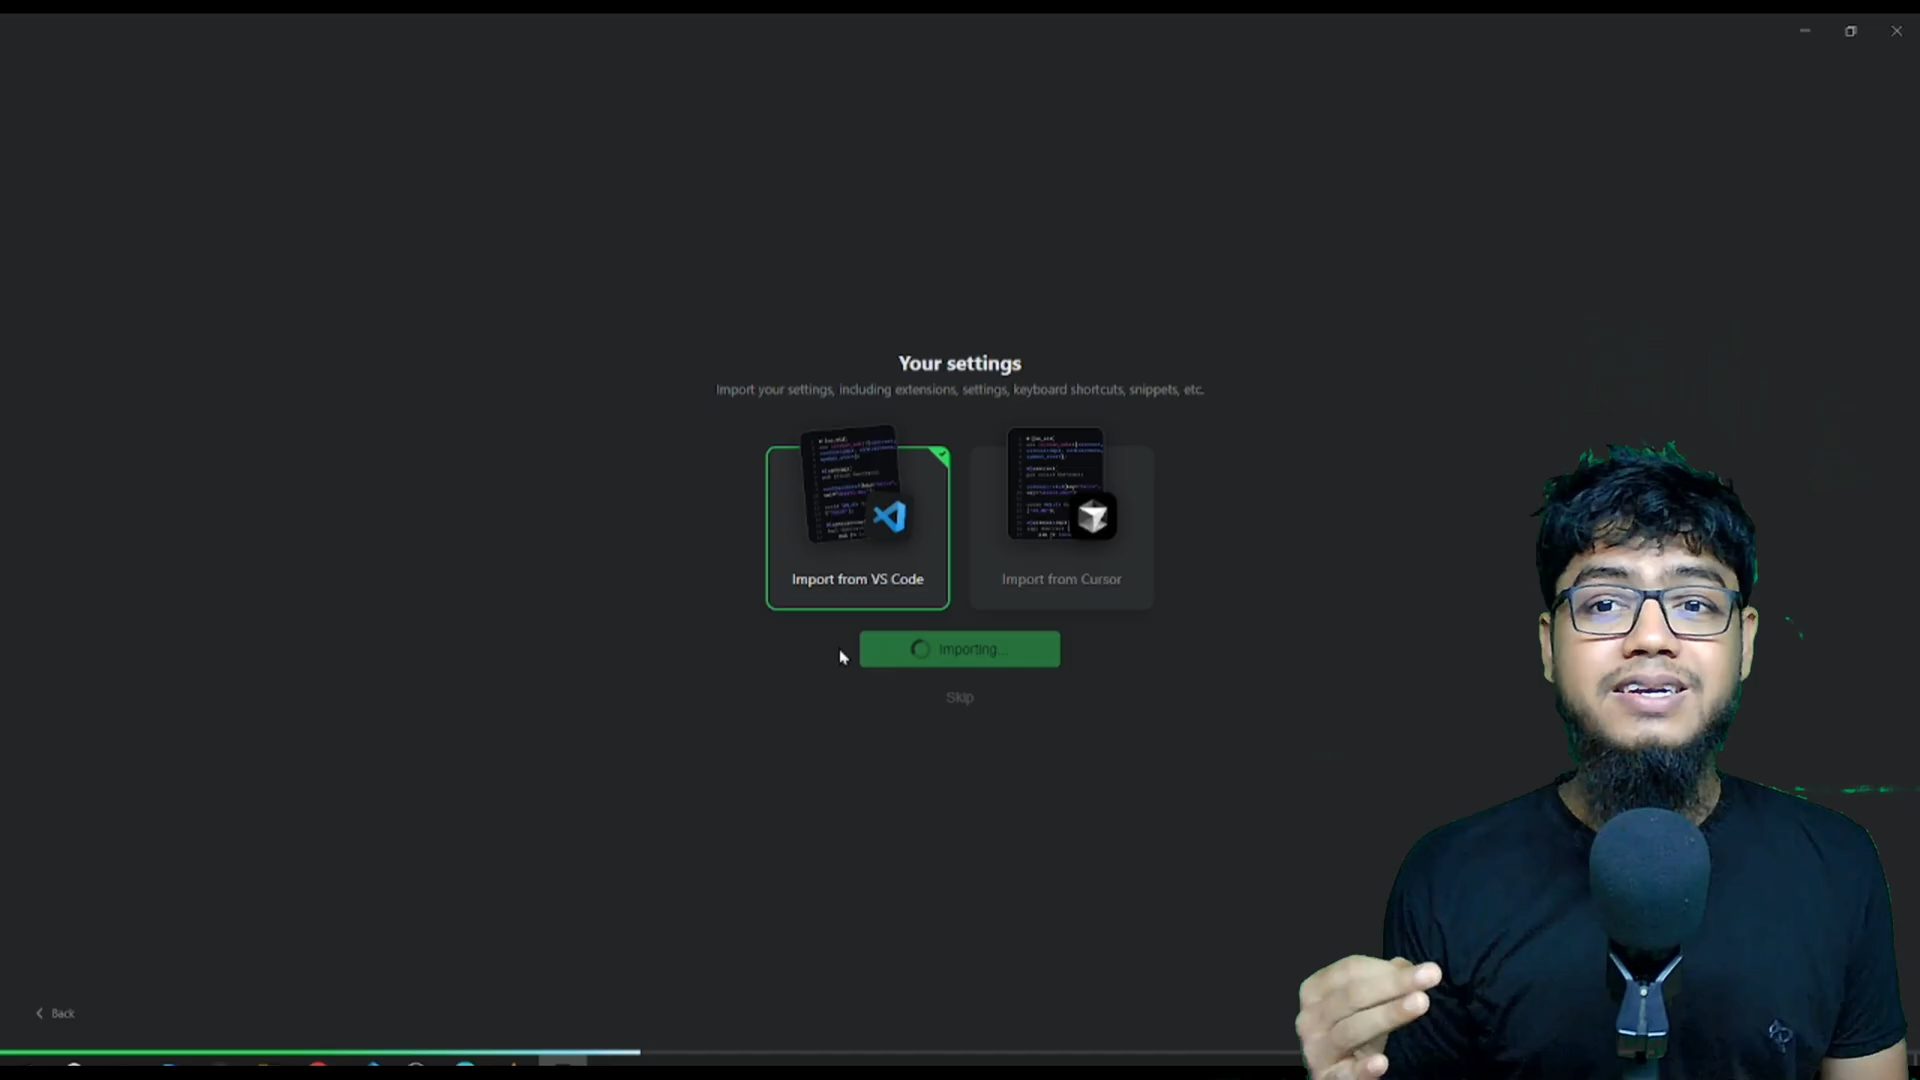 Your settings
Import your settings, including extensions, settings, keyboard shortcuts, snippets, etc.
Import from VS Code
Import from Cursor
Importing...
Skip
Back